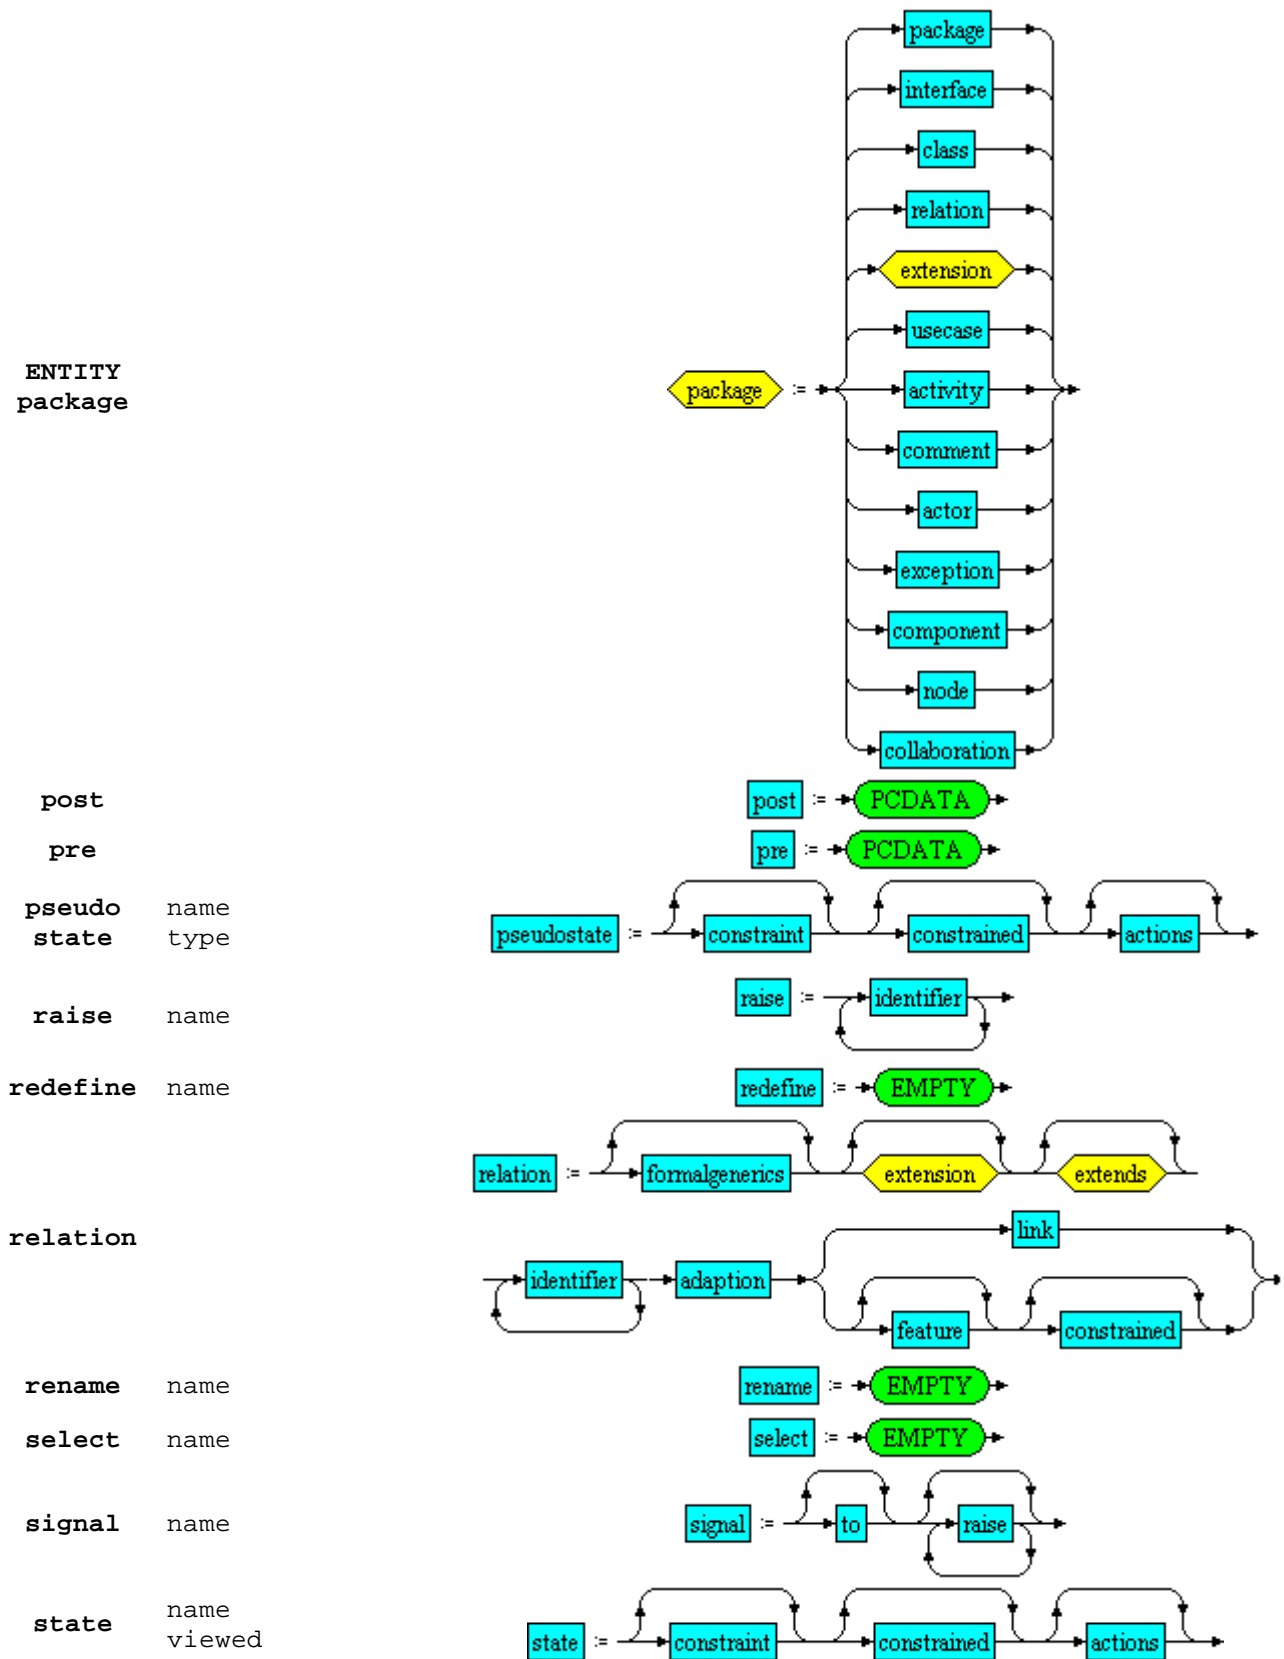 package
interface
class
relation
extension
usecase
ENTITY
package
package := activity
comment
actor
exception
component
node
collaboration
post post := PCDATA
pre pre := PCDATA
pseudo name
state type
pseudostate := constraint constrained actions
raise name raise := identifier
redefine name redefine := EMPTY
relation := formalgenerics extension extends
relation
link
identifier adaption
feature constrained
rename name rename := EMPTY
select name select := EMPTY
signal name signal := to raise
state name
viewed
state := constraint constrained actions